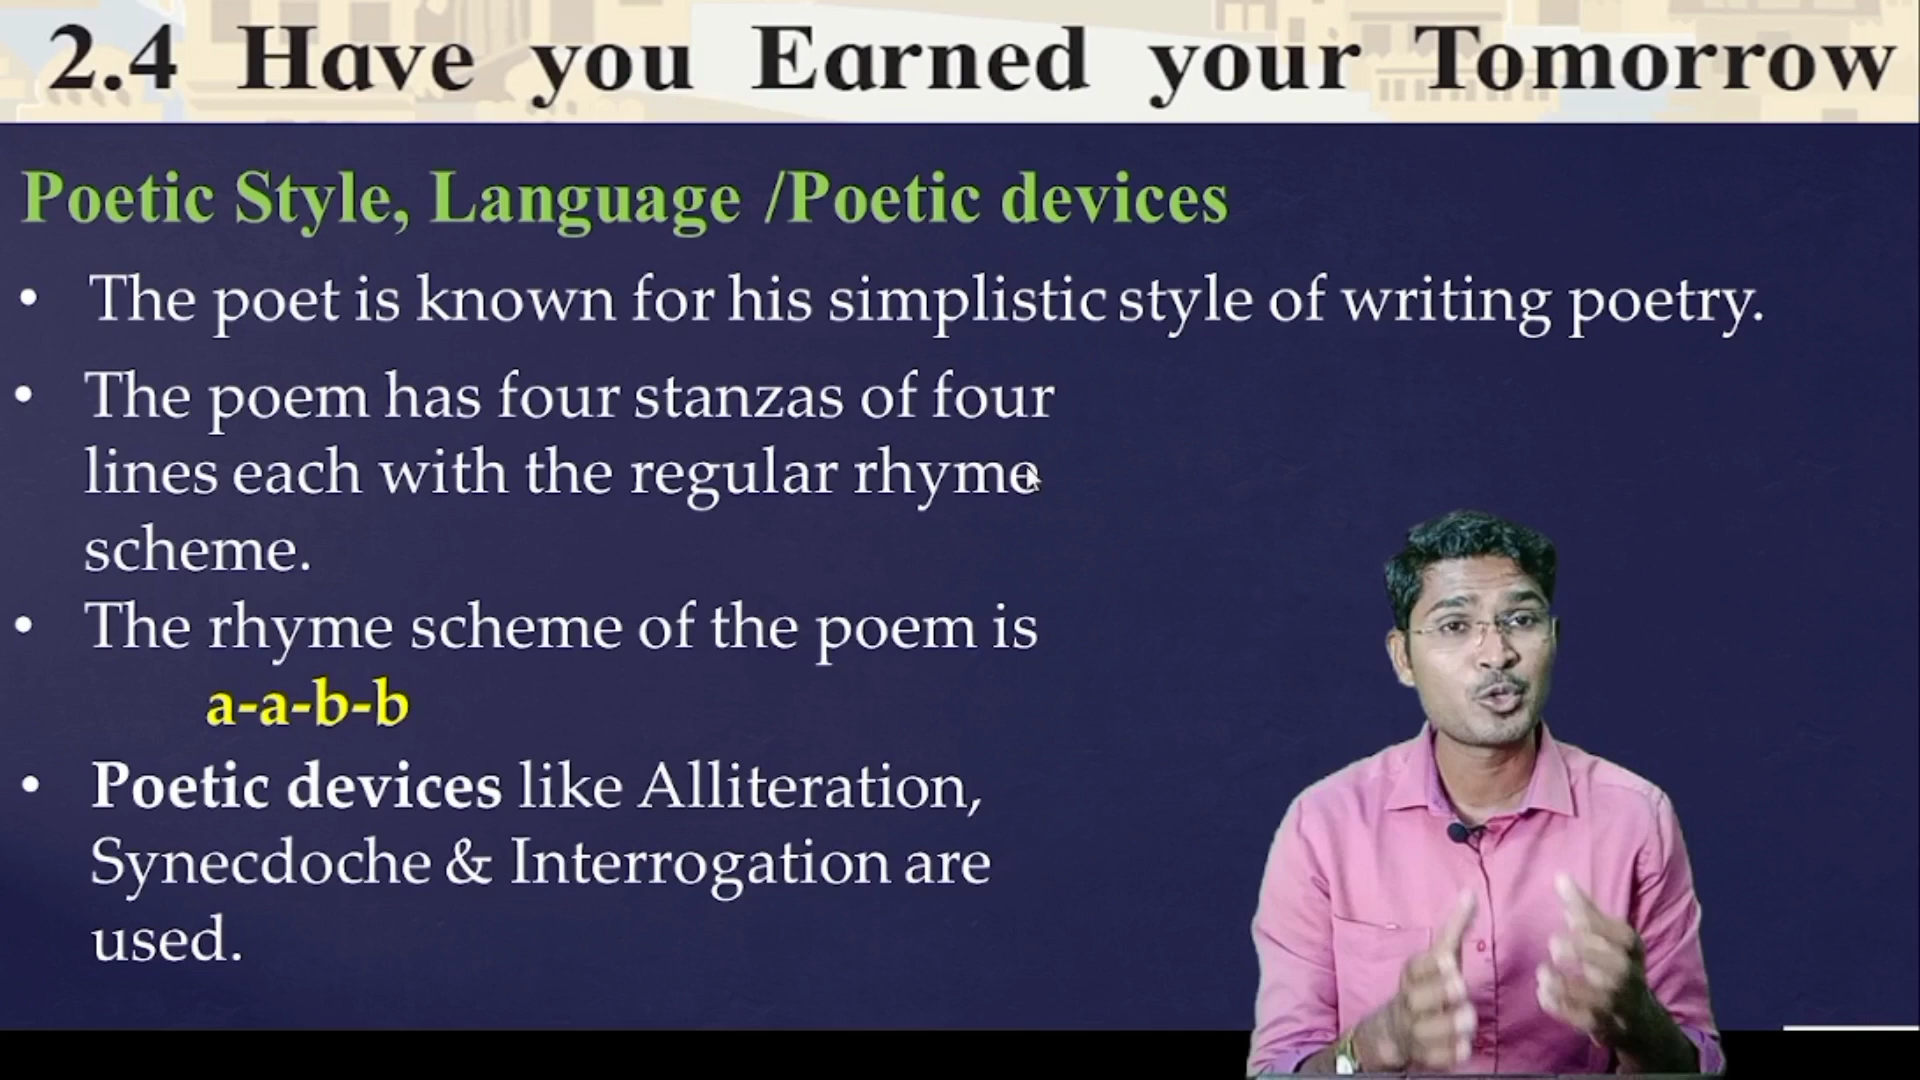 2.4 Have you Earned your Tomorrow
Poetic Style, Language /Poetic devices
• The poet is known for his simplistic style of writing poetry.
• The poem has four stanzas of four
lines each with the regular rhyme
scheme.
• The rhyme scheme of the poem is
a-a-b-b
• Poetic devices like Alliteration,
Synecdoche & Interrogation are
used.